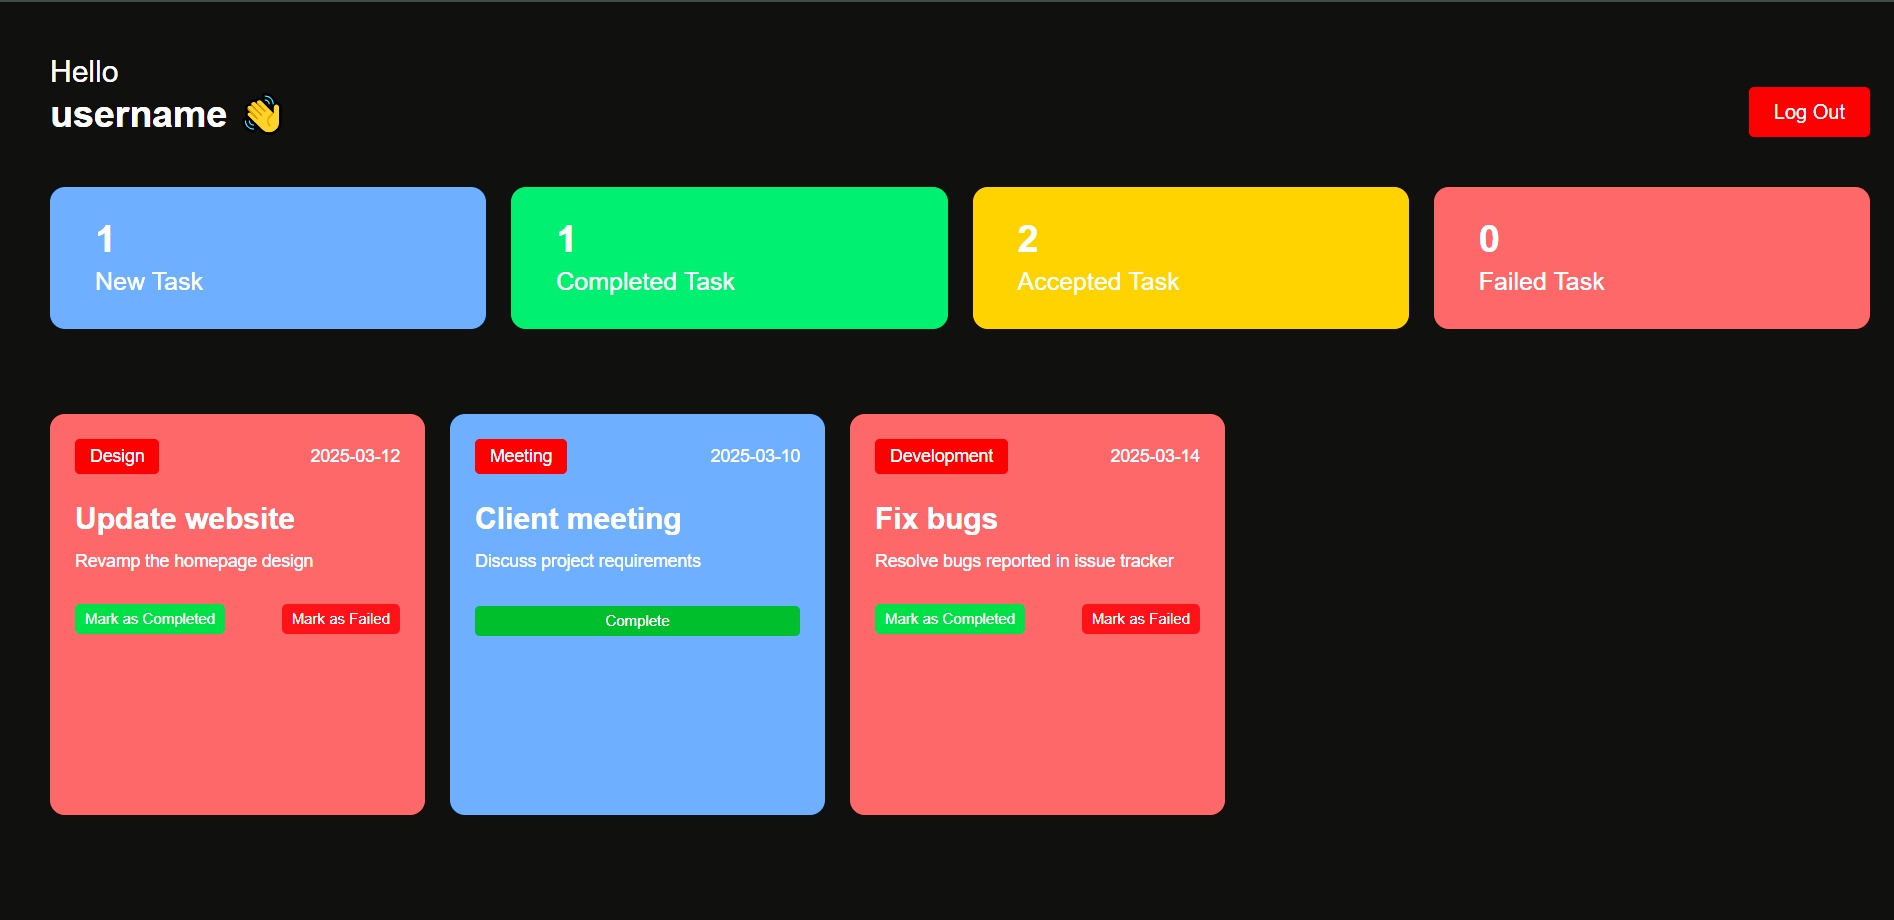 Hello
username 👋
Log Out
1
New Task
1
Completed Task
2
Accepted Task
0
Failed Task
Design
2025-03-12
Update website
Revamp the homepage design
Mark as Completed
Mark as Failed
Meeting
2025-03-10
Client meeting
Discuss project requirements
Complete
Development
2025-03-14
Fix bugs
Resolve bugs reported in issue tracker
Mark as Completed
Mark as Failed